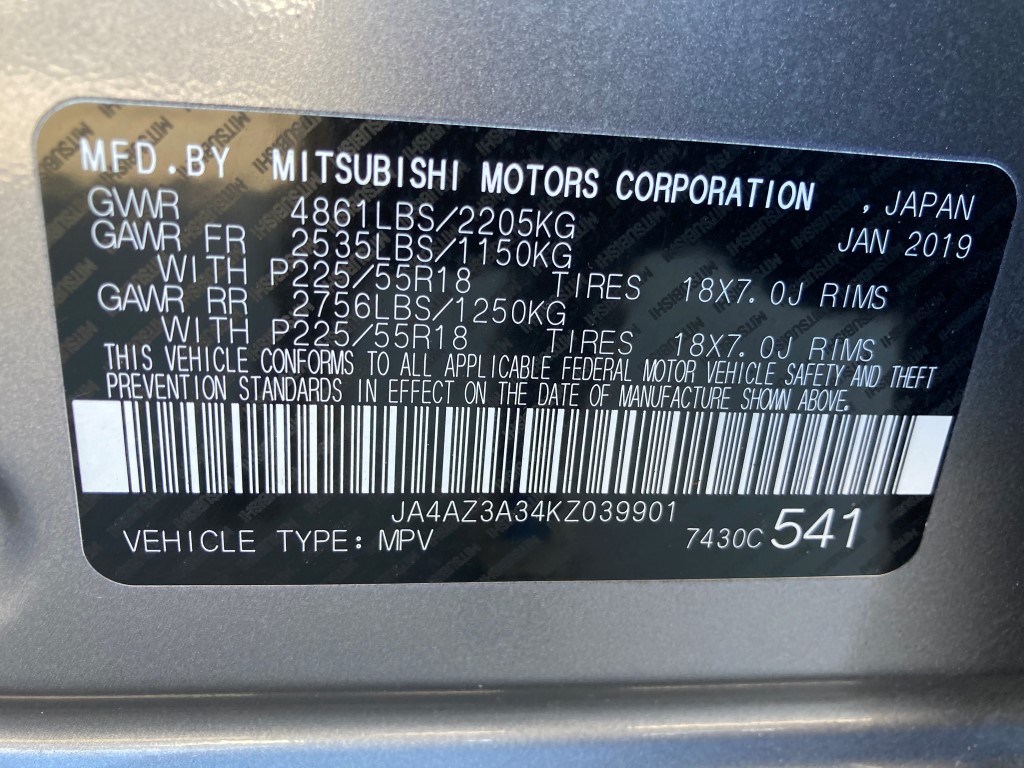 MFD.BY MITSUBISHI MOTORS CORPORATION , JAPAN
GVWR 4861LBS/2205KG JAN 2019
GAWR FR 2535LBS/1150KG
WITH P225/55R18 TIRES 18X7.0J RIMS
GAWR RR 2756LBS/1250KG
WITH P225/55R18 TIRES 18X7.0J RIMS
THIS VEHICLE CONFORMS TO ALL APPLICABLE FEDERAL MOTOR VEHICLE SAFETY AND THEFT
PREVENTION STANDARDS IN EFFECT ON THE DATE OF MANUFACTURE SHOWN ABOVE.
JA4AZ3A34KZ039901
VEHICLE TYPE: MPV 7430C 541